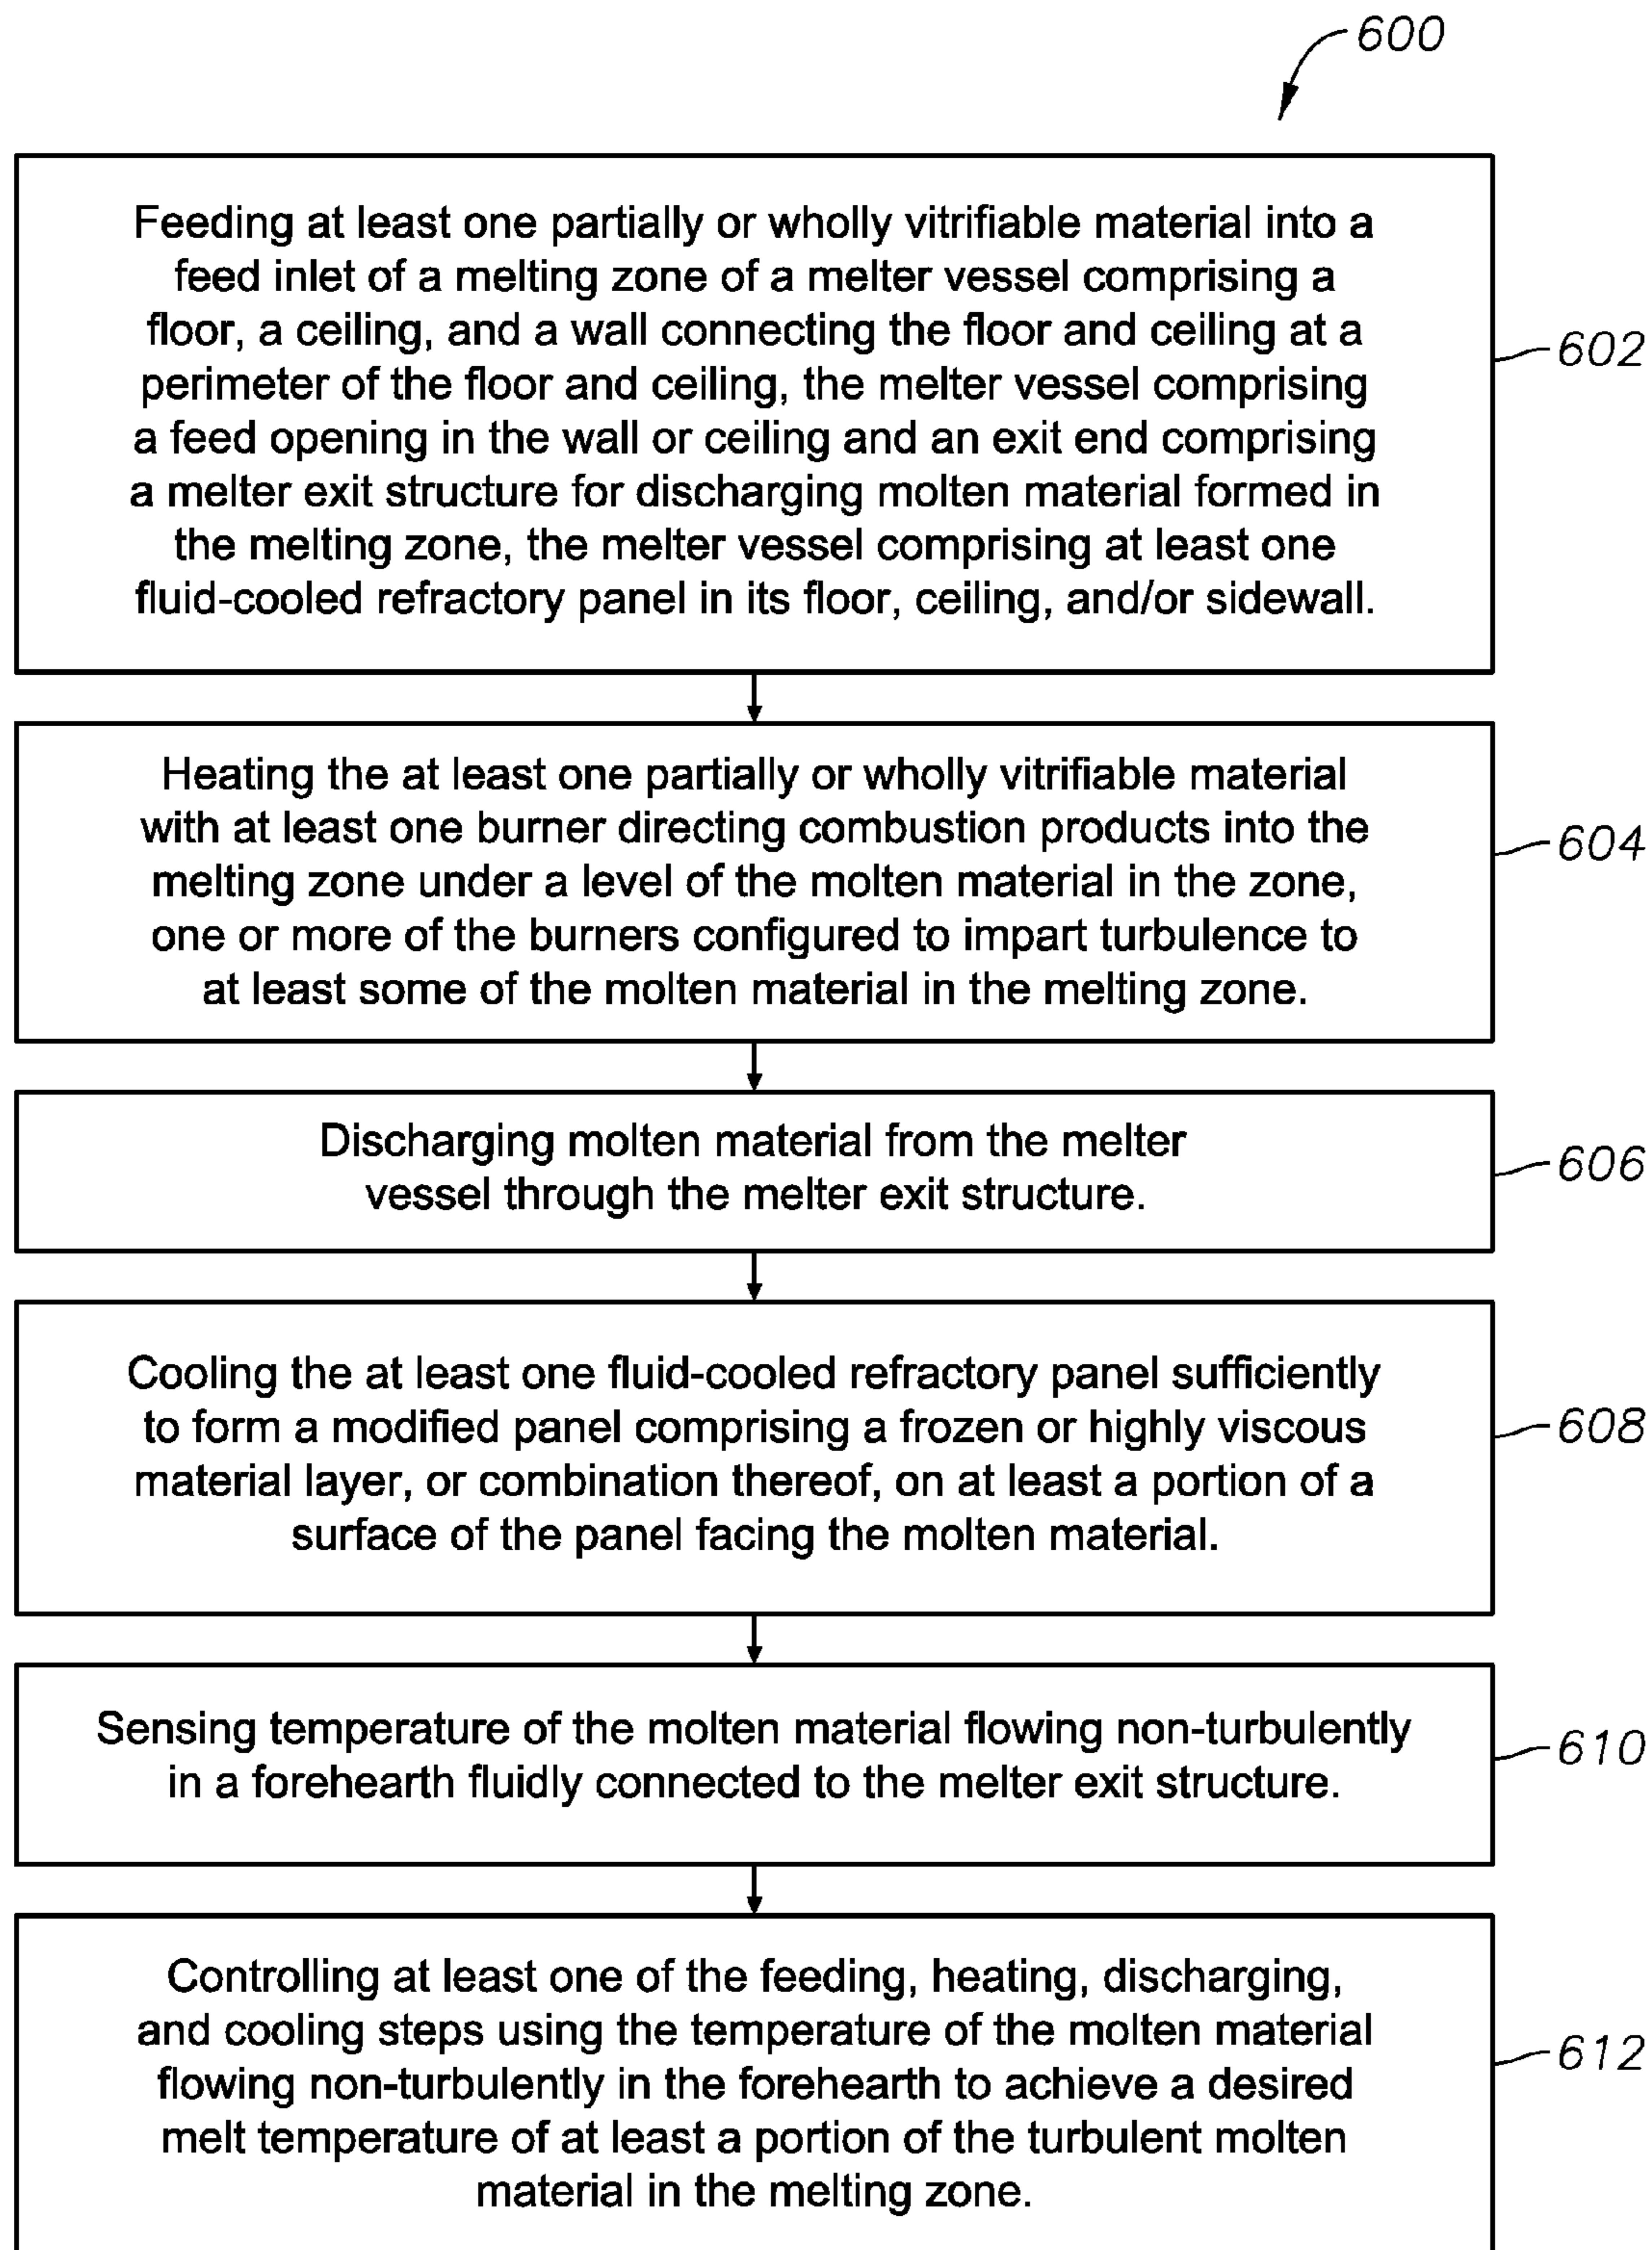 600
Feeding at least one partially or wholly vitrifiable material into a
feed inlet of a melting zone of a melter vessel comprising a
floor, a ceiling, and a wall connecting the floor and ceiling at a
perimeter of the floor and ceiling, the melter vessel comprising
a feed opening in the wall or ceiling and an exit end comprising
a melter exit structure for discharging molten material formed in
the melting zone, the melter vessel comprising at least one
fluid-cooled refractory panel in its floor, ceiling, and/or sidewall.
602
Heating the at least one partially or wholly vitrifiable material
with at least one burner directing combustion products into the
melting zone under a level of the molten material in the zone,
one or more of the burners configured to impart turbulence to
at least some of the molten material in the melting zone.
604
Discharging molten material from the melter
vessel through the melter exit structure.
606
Cooling the at least one fluid-cooled refractory panel sufficiently
to form a modified panel comprising a frozen or highly viscous
material layer, or combination thereof, on at least a portion of a
surface of the panel facing the molten material.
608
Sensing temperature of the molten material flowing non-turbulently
in a forehearth fluidly connected to the melter exit structure.
610
Controlling at least one of the feeding, heating, discharging,
and cooling steps using the temperature of the molten material
flowing non-turbulently in the forehearth to achieve a desired
melt temperature of at least a portion of the turbulent molten
material in the melting zone.
612